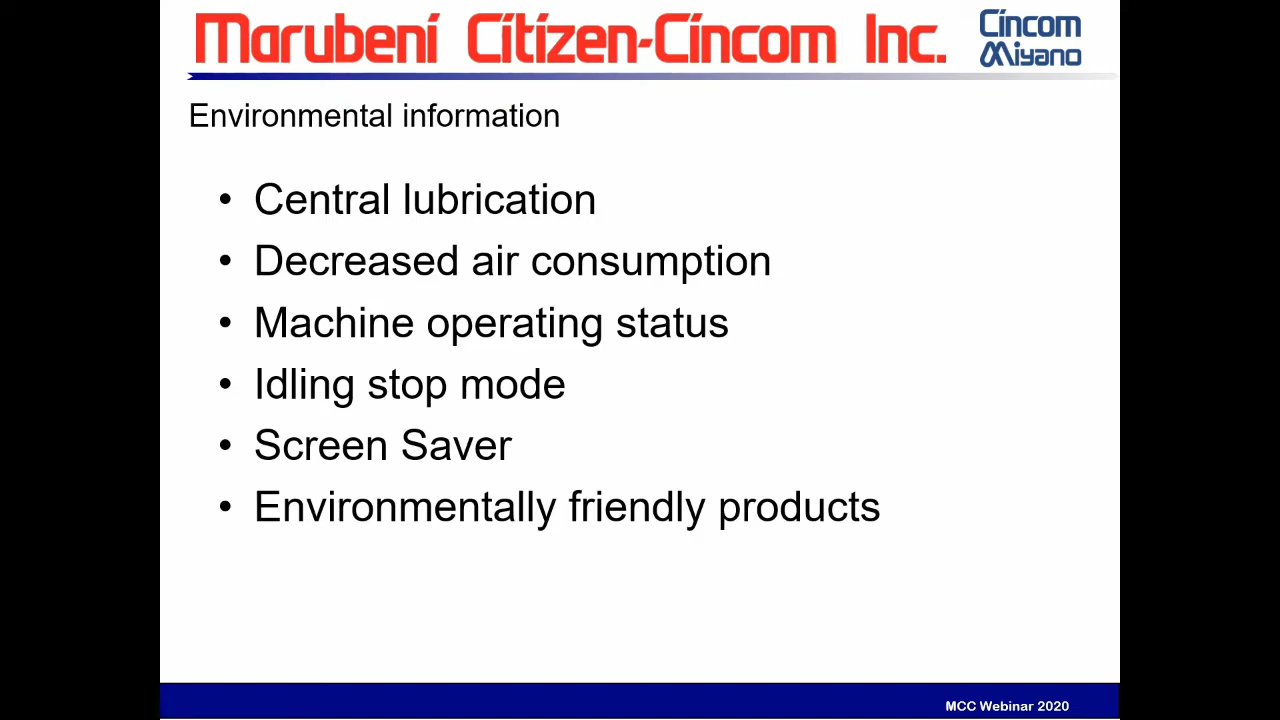 Marubeni Citizen-Cincom Inc.
Cincom
Miyano
Environmental information
• Central lubrication
• Decreased air consumption
• Machine operating status
• Idling stop mode
• Screen Saver
• Environmentally friendly products
MCC Webinar 2020